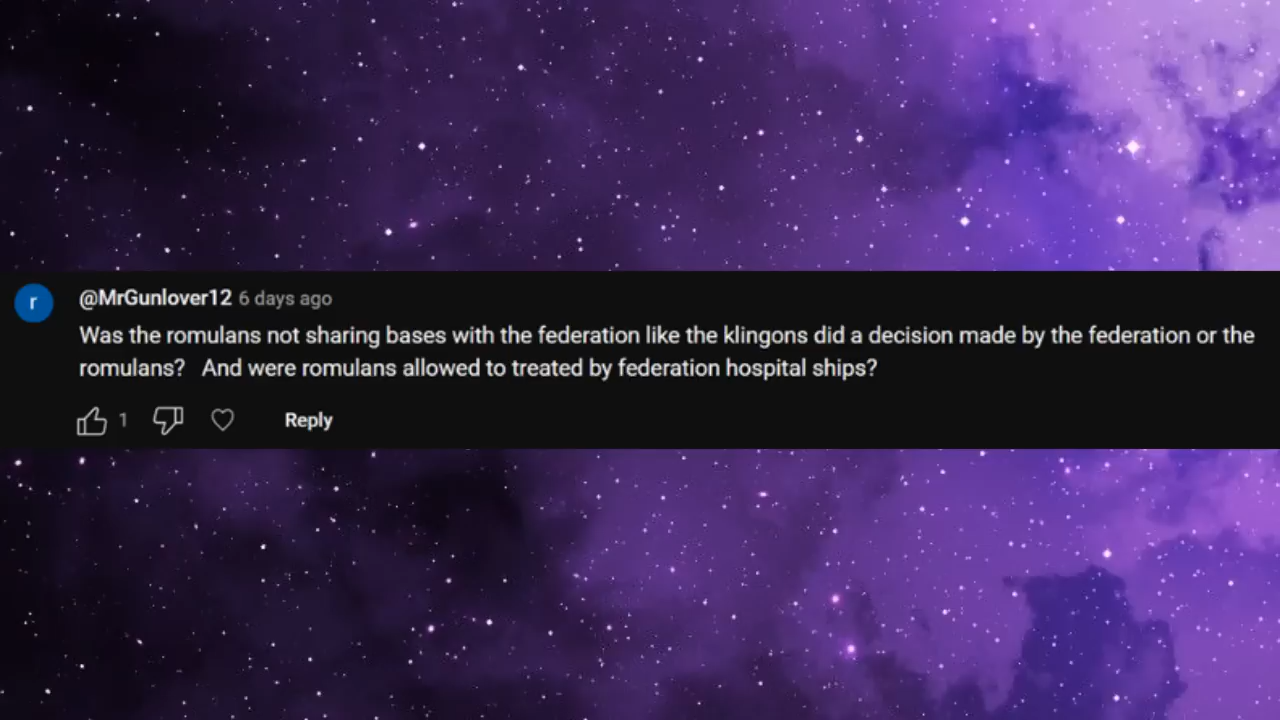 r
@MrGunlover12 6 days ago
Was the romulans not sharing bases with the federation like the klingons did a decision made by the federation or the
romulans? And were romulans allowed to treated by federation hospital ships?
1 Reply